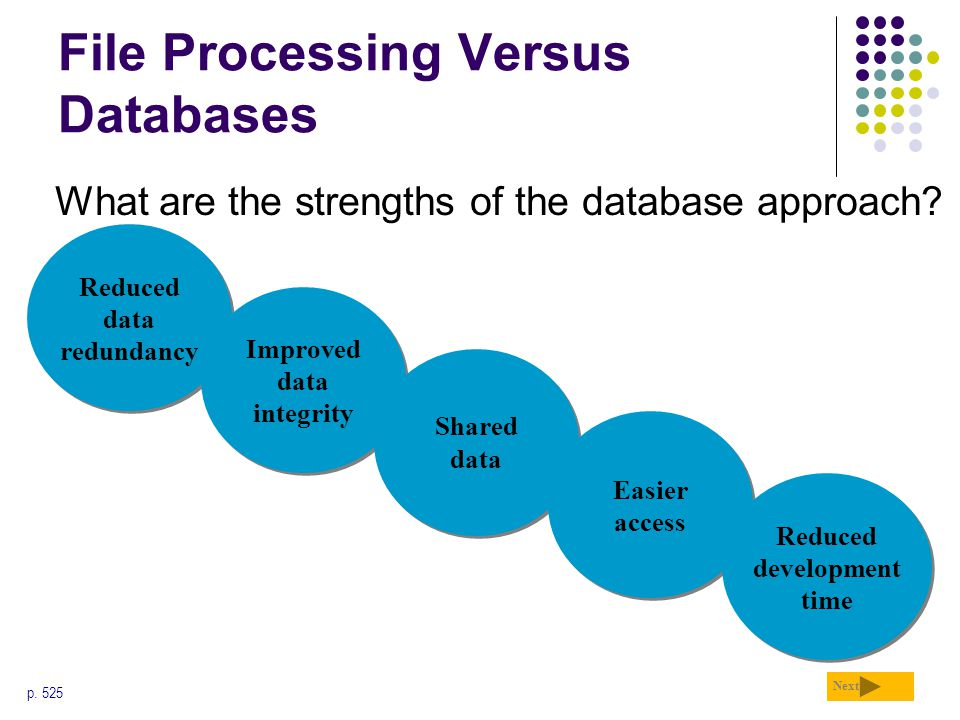 File Processing Versus
Databases
What are the strengths of the database approach?
Reduced
data
redundancy
Improved
data
integrity
Shared
data
Easier
access
Reduced
development
time
p. 525
Next